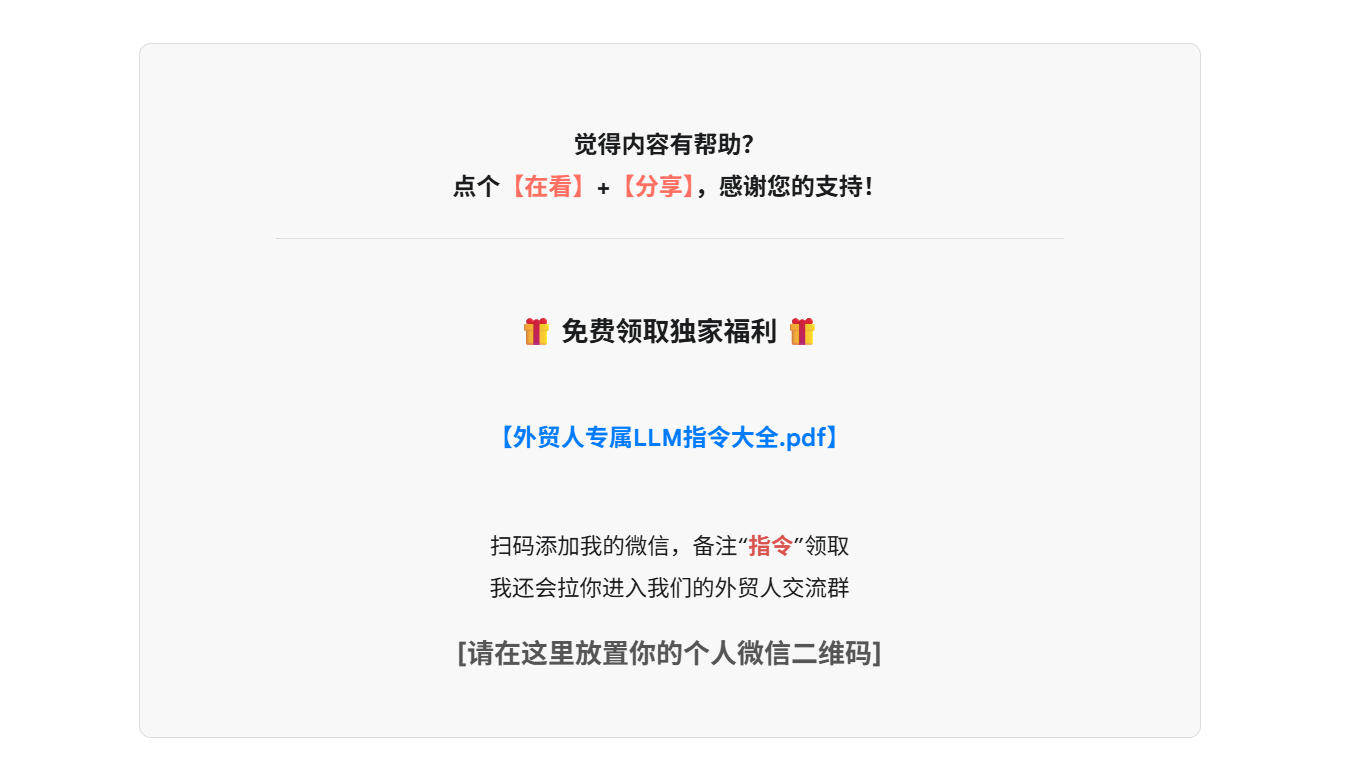 觉得内容有帮助?
点个【在看】+【分享】，感谢您的支持！
🎁 免费领取独家福利 🎁
【外贸人专属LLM指令大全.pdf】
扫码添加我的微信，备注“指令”领取
我还会拉你进入我们的外贸人交流群
[请在这里放置你的个人微信二维码]